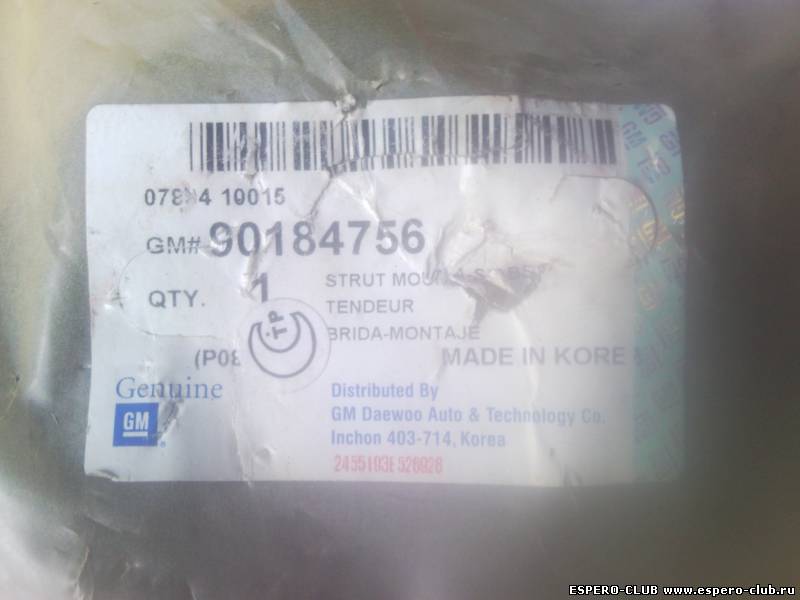 10015
GM# 90184756
QTY. 1
STRUT
TENDEUR
BRIDA-MONTAJE
MADE IN KORE
Genuine
GM
Distributed By
GM Daewoo Auto & Technology Co.
Inchon 403-714, Korea
TP
ESPERO-CLUB www.espero-club.ru